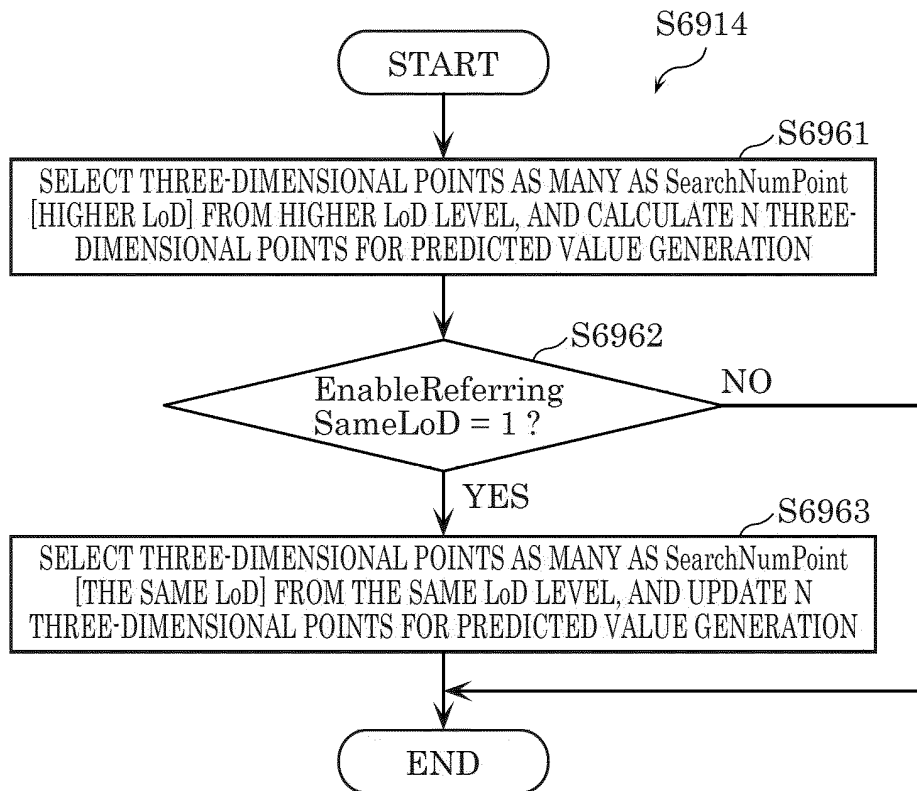 S6914
START
S6961
SELECT THREE-DIMENSIONAL POINTS AS MANY AS SearchNumPoint
[HIGHER LoD] FROM HIGHER LoD LEVEL, AND CALCULATE N THREE-
DIMENSIONAL POINTS FOR PREDICTED VALUE GENERATION
S6962
EnableReferring
SameLoD = 1 ?
NO
YES
S6963
SELECT THREE-DIMENSIONAL POINTS AS MANY AS SearchNumPoint
[THE SAME LoD] FROM THE SAME LoD LEVEL, AND UPDATE N
THREE-DIMENSIONAL POINTS FOR PREDICTED VALUE GENERATION
END